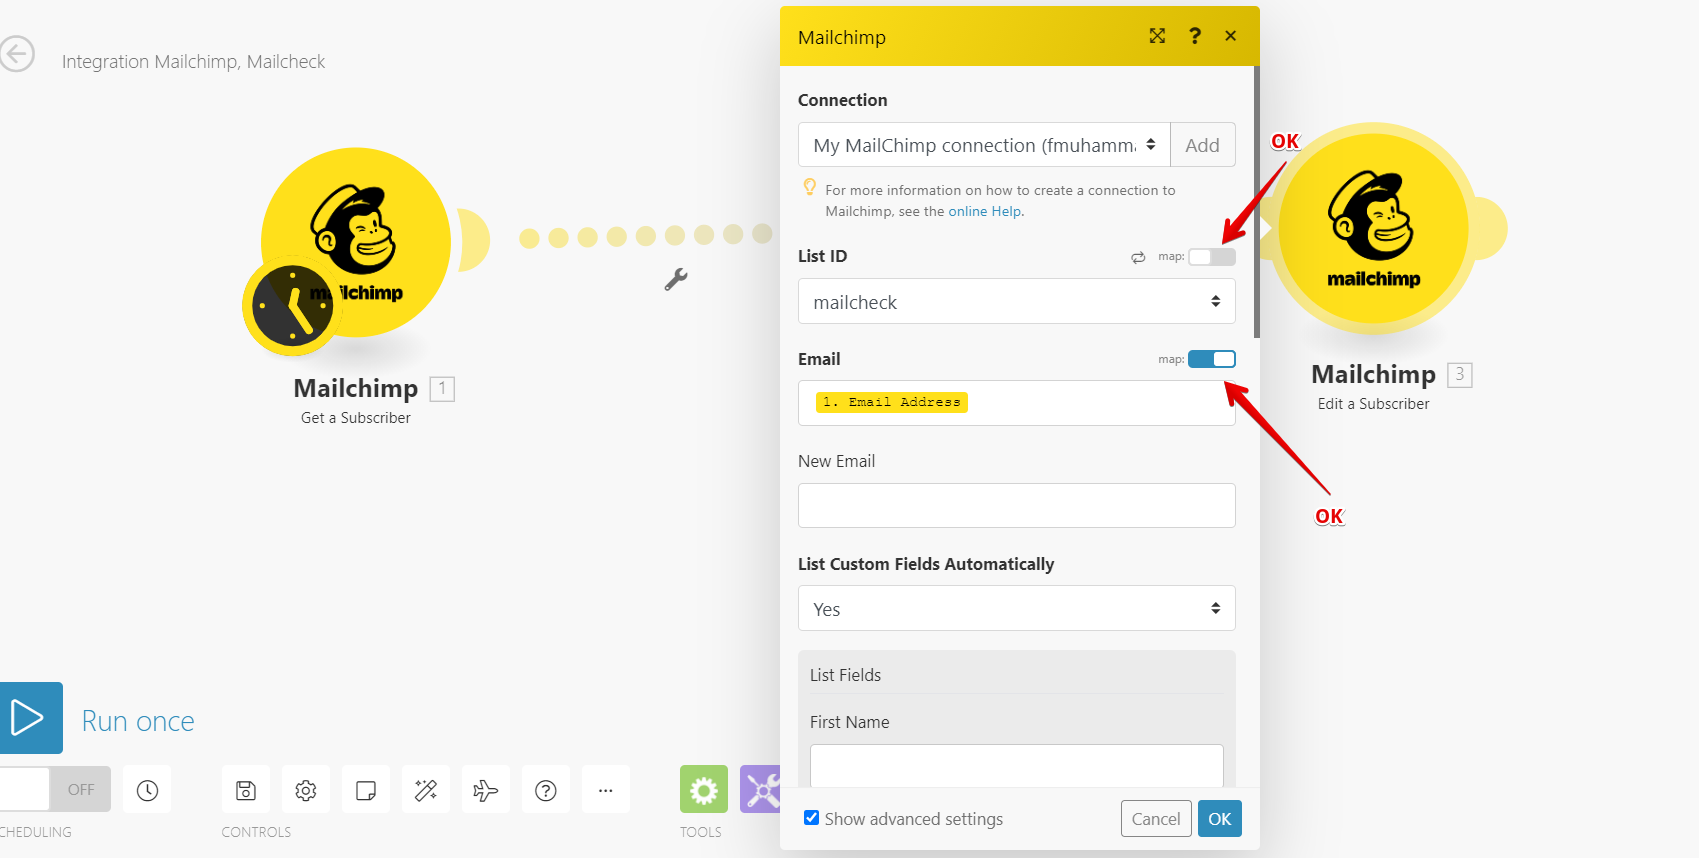 Integration Mailchimp, Mailcheck
mailchimp
Mailchimp 1
Get a Subscriber
Mailchimp
Connection
My MailChimp connection (fmuhamma
Add
For more information on how to create a connection to
Mailchimp, see the online Help.
List ID
map:
mailcheck
Email
map:
1. Email Address
New Email
List Custom Fields Automatically
Yes
List Fields
First Name
Show advanced settings
Cancel
OK
OK
OK
mailchimp
Mailchimp 3
Edit a Subscriber
Run once
OFF
CHEDULING
CONTROLS
TOOLS